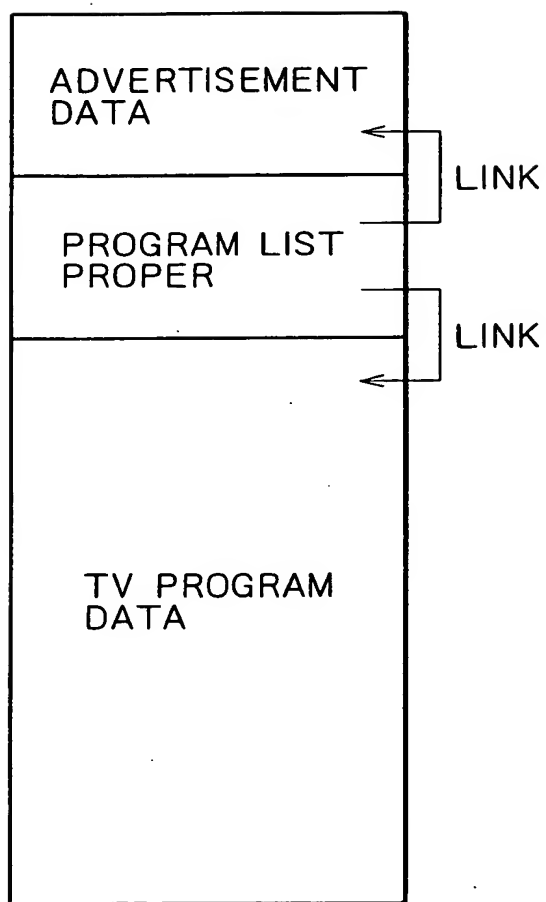 ADVERTISEMENT
DATA
LINK
PROGRAM LIST
PROPER
LINK
TV PROGRAM
DATA